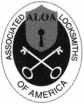 ASSOCIATED LOCKSMITHS
ALOA
OF AMERICA